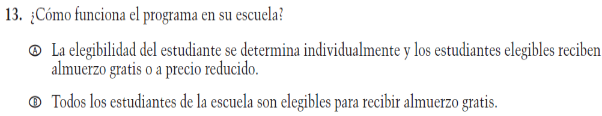 13. ¿Cómo funciona el programa en su escuela?
Ⓐ La elegibilidad del estudiante se determina individualmente y los estudiantes elegibles reciben
almuerzo gratis o a precio reducido.
Ⓑ Todos los estudiantes de la escuela son elegibles para recibir almuerzo gratis.